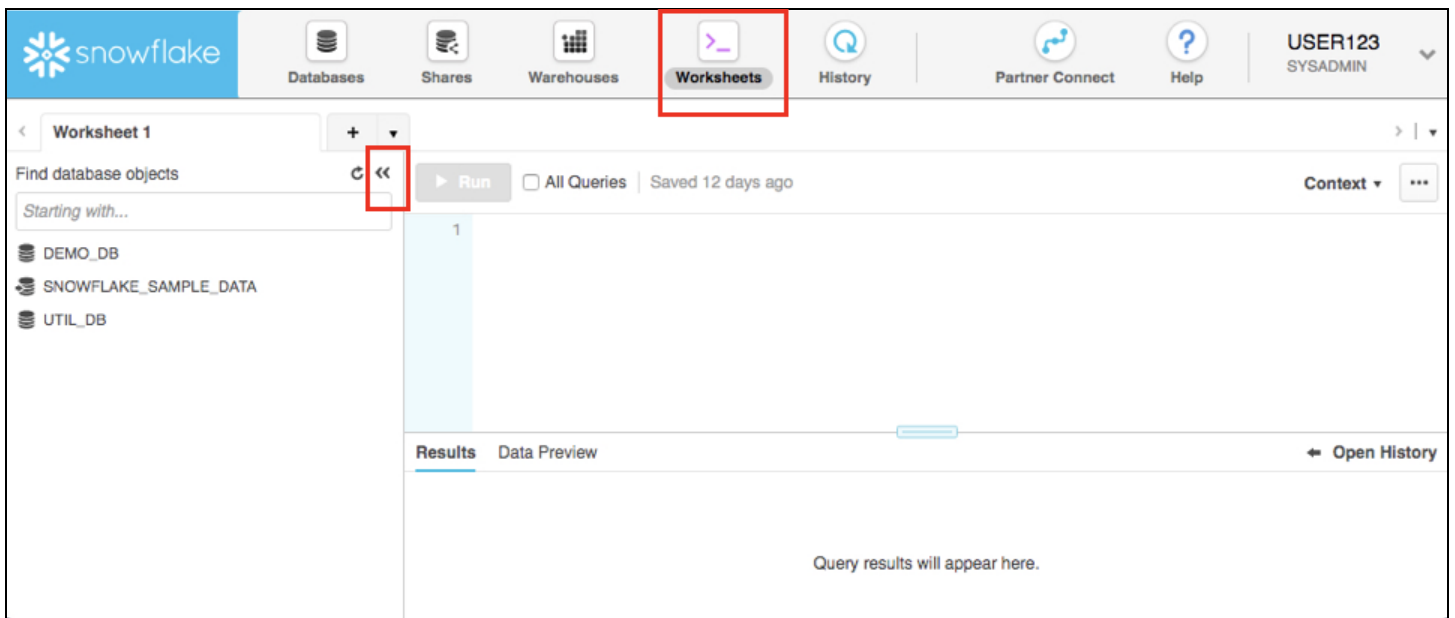 snowflake
Databases
Shares
Warehouses
>_
Worksheets
History
Partner Connect
?
Help
USER123
SYSADMIN
Worksheet 1
+
Find database objects
Starting with...
DEMO_DB
SNOWFLAKE_SAMPLE_DATA
UTIL_DB
Run
All Queries
Saved 12 days ago
Context
...
1
Results
Data Preview
Open History
Query results will appear here.